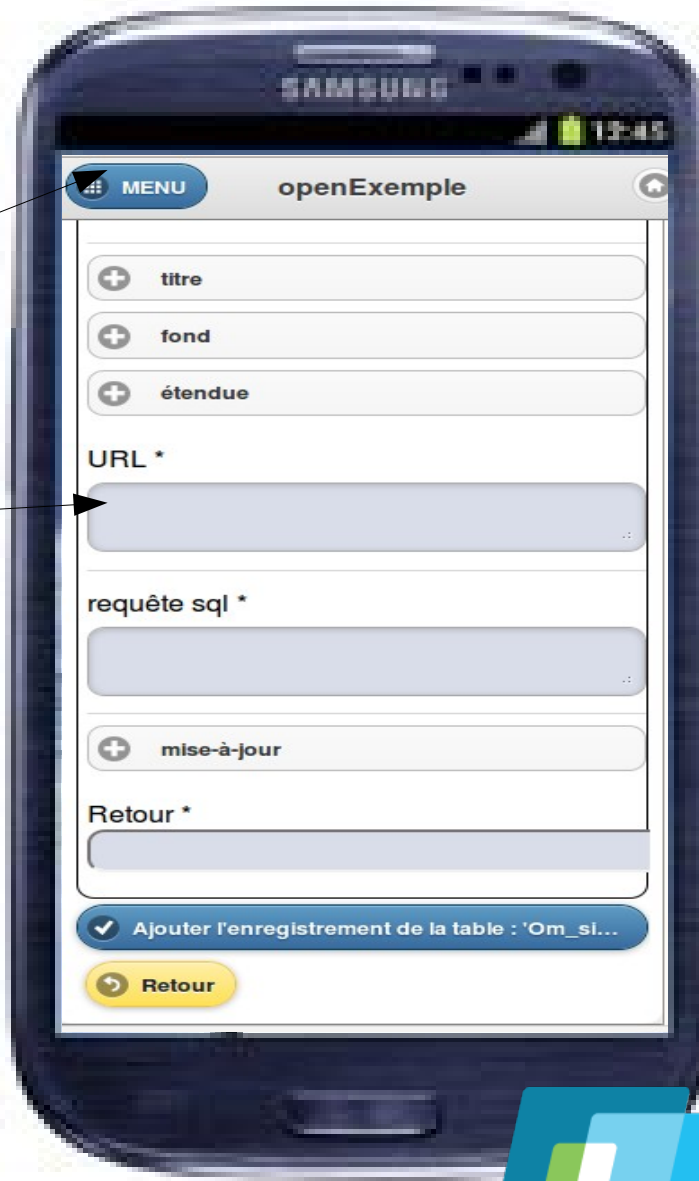 SAMSUNG
12:45
MENU
openExemple
titre
fond
étendue
URL *
requête sql *
mise-à-jour
Retour *
Ajouter l'enregistrement de la table : 'Om_si...
Retour